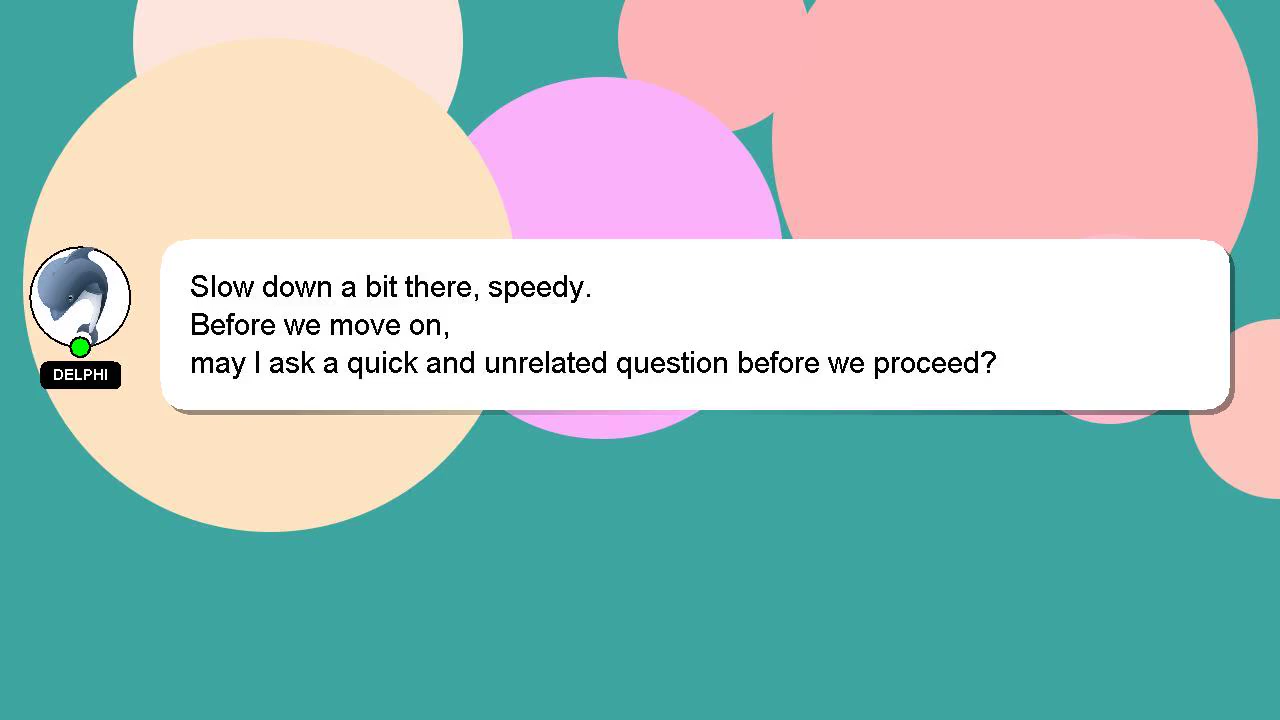 Slow down a bit there, speedy.
Before we move on,
may I ask a quick and unrelated question before we proceed?
DELPHI